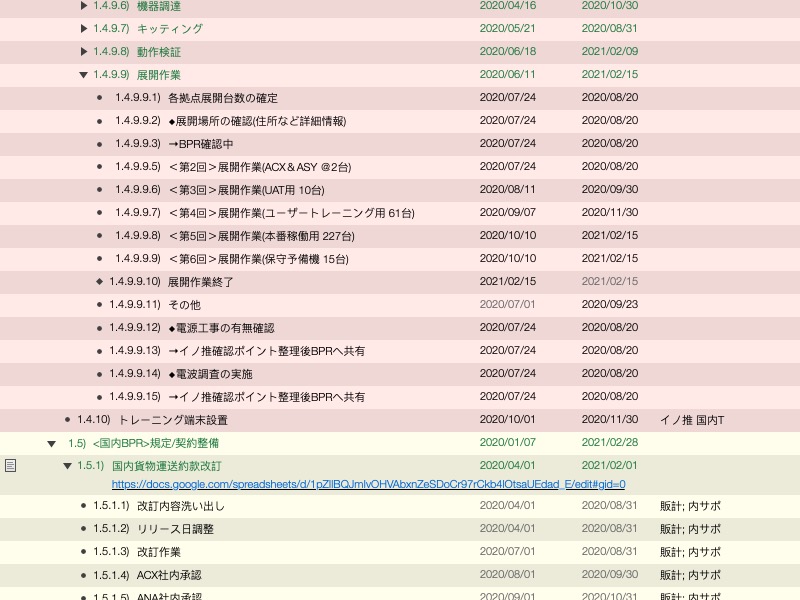 1.4.9.6) 機器調達 2020/04/16 2020/10/30
1.4.9.7) キッティング 2020/05/21 2020/08/31
1.4.9.8) 動作検証 2020/06/18 2021/02/09
1.4.9.9) 展開作業 2020/06/11 2021/02/15
1.4.9.9.1) 各拠点展開台数の確定 2020/07/24 2020/08/20
1.4.9.9.2) ◆展開場所の確認(住所など詳細情報) 2020/07/24 2020/08/20
1.4.9.9.3) →BPR確認中 2020/07/24 2020/08/20
1.4.9.9.5) ＜第2回＞展開作業(ACX＆ASY @2台) 2020/07/24 2020/08/20
1.4.9.9.6) ＜第3回＞展開作業(UAT用 10台) 2020/08/11 2020/09/30
1.4.9.9.7) ＜第4回＞展開作業(ユーザートレーニング用 61台) 2020/09/07 2020/11/30
1.4.9.9.8) ＜第5回＞展開作業(本番稼働用 227台) 2020/10/10 2021/02/15
1.4.9.9.9) ＜第6回＞展開作業(保守予備機 15台) 2020/10/10 2021/02/15
1.4.9.9.10) 展開作業終了 2021/02/15 2021/02/15
1.4.9.9.11) その他 2020/07/01 2020/09/23
1.4.9.9.12) ◆電源工事の有無確認 2020/07/24 2020/08/20
1.4.9.9.13) →イノ推確認ポイント整理後BPRへ共有 2020/07/24 2020/08/20
1.4.9.9.14) ◆電波調査の実施 2020/07/24 2020/08/20
1.4.9.9.15) →イノ推確認ポイント整理後BPRへ共有 2020/07/24 2020/08/20
1.4.10) トレーニング端末設置 2020/10/01 2020/11/30 イノ推 国内T
1.5) <国内BPR>規定/契約整備 2020/01/07 2021/02/28
1.5.1) 国内貨物運送約款改訂 2020/04/01 2021/02/01
https://docs.google.com/spreadsheets/d/1pZIlBQJmIvOHVAbxnZeSDoCr97rCkb4lOtsaUEdad_E/edit#gid=0
1.5.1.1) 改訂内容洗い出し 2020/04/01 2020/08/31 販計; 内サポ
1.5.1.2) リリース日調整 2020/04/01 2020/08/31 販計; 内サポ
1.5.1.3) 改訂作業 2020/07/01 2020/08/31 販計; 内サポ
1.5.1.4) ACX社内承認 2020/08/01 2020/09/30 販計; 内サポ
1.5.1.5) ANA社内承認 2020/09/01 2020/10/31 販計; 内サポ